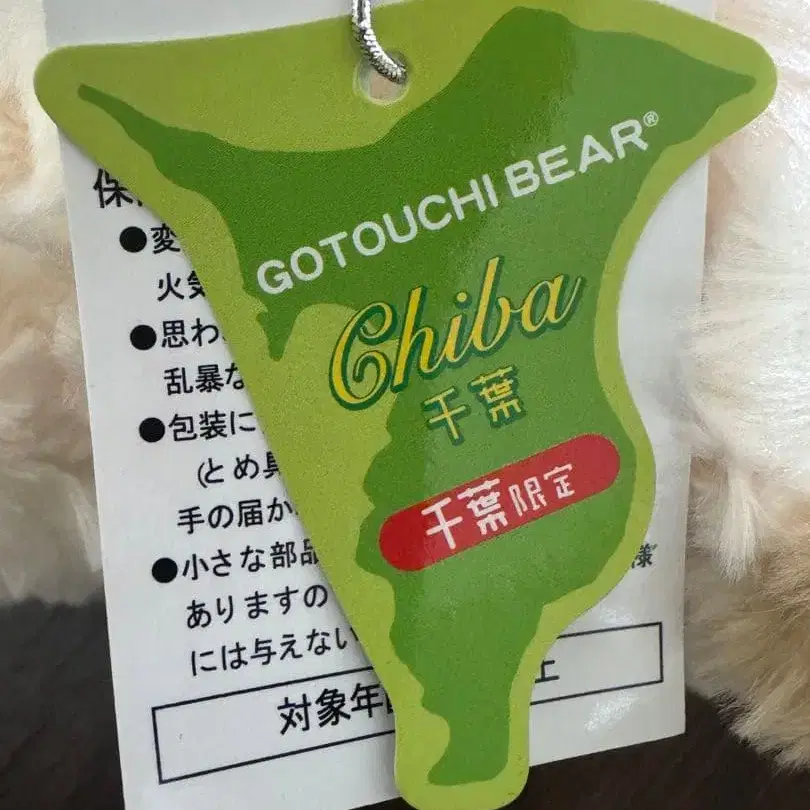 GOTOUCHI BEAR®
Chiba
千葉
千葉限定
保
●変
火気
●思わ
乱暴な
●包装に
(とめ具
手の届か
●小さな部品
様
ありますの
には与えない
対象年
上